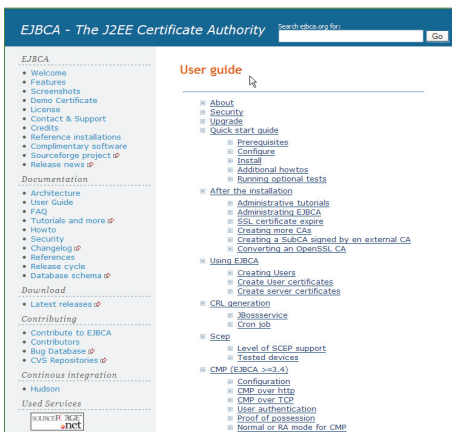 EJBCA - The J2EE Certificate Authority
Search ejbca.org for:
Go
EJBCA
Welcome
Features
Screenshots
Demo Certificate
License
Contact & Support
Credits
Reference installations
Complimentary software
Sourceforge project
Release news
Documentation
Architecture
User Guide
FAQ
Tutorials and more
Howto
Security
Changelog
References
Release cycle
Database schema
Download
Latest releases
Contributing
Contribute to EJBCA
Contributors
Bug Database
CVS Repositories
Continous integration
Hudson
Used Services
SOURCEFORGE
.net
User guide
About
Security
Upgrade
Quick start guide
Prerequisites
Configure
Install
Additional howtos
Running optional tests
After the installation
Administrative tutorials
Administrating EJBCA
SSL certificate expire
Creating more CAs
Creating a SubCA signed by en external CA
Converting an OpenSSL CA
Using EJBCA
Creating Users
Create User certificates
Create server certificates
CRL generation
JBossservice
Cron job
Scep
Level of SCEP support
Tested devices
CMP (EJBCA >=3.4)
Configuration
CMP over http
CMP over TCP
User authentication
Proof of possession
Normal or RA mode for CMP